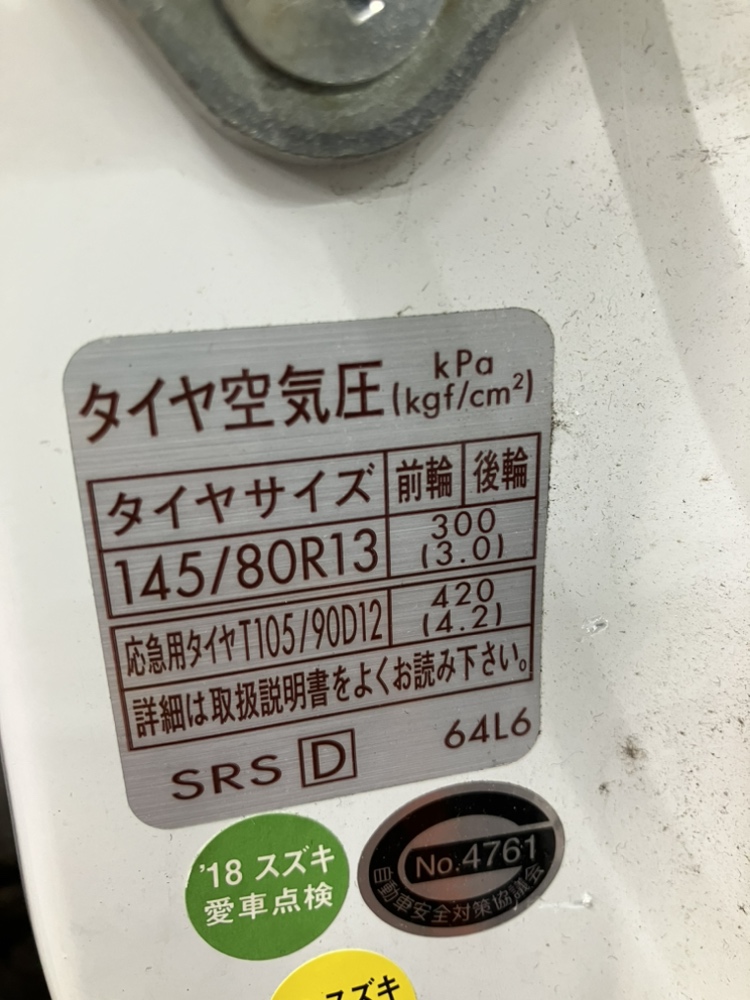 タイヤ空気圧 kPa
(kgf/cm²)
タイヤサイズ 前輪 後輪
145/80R13 300
(3.0)
応急用タイヤT105/90D12 420
(4.2)
詳細は取扱説明書をよくお読み下さい。
SRS D 64L6
'18 スズキ
愛車点検
No.4761
自動車安全対策協議会
スズキ